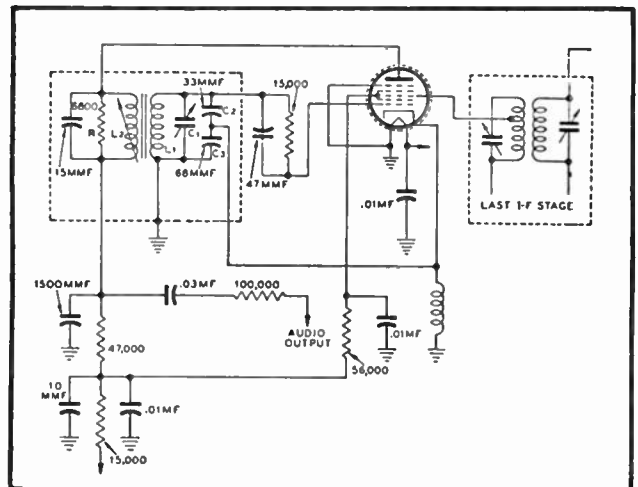 33MMF
15,000
6800
R
L2
L1
C1
C2
C3
15MMF
68MMF
47MMF
.01MF
LAST I-F STAGE
1500MMF
.03MF
100,000
AUDIO
OUTPUT
47,000
.01MF
56,000
10
MMF
.01MF
15,000